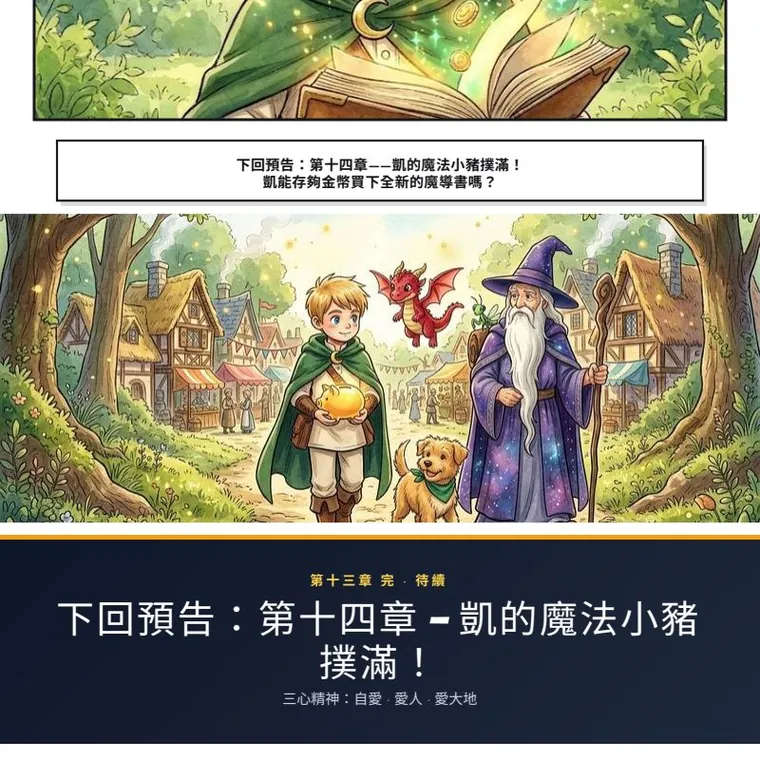 下回預告：第十四章——凱的魔法小豬撲滿！
凱能存夠金幣買下全新的魔導書嗎？
第十三章 完 · 待續
下回預告：第十四章 – 凱的魔法小豬
撲滿！
三心精神：自愛 · 愛人 · 愛大地